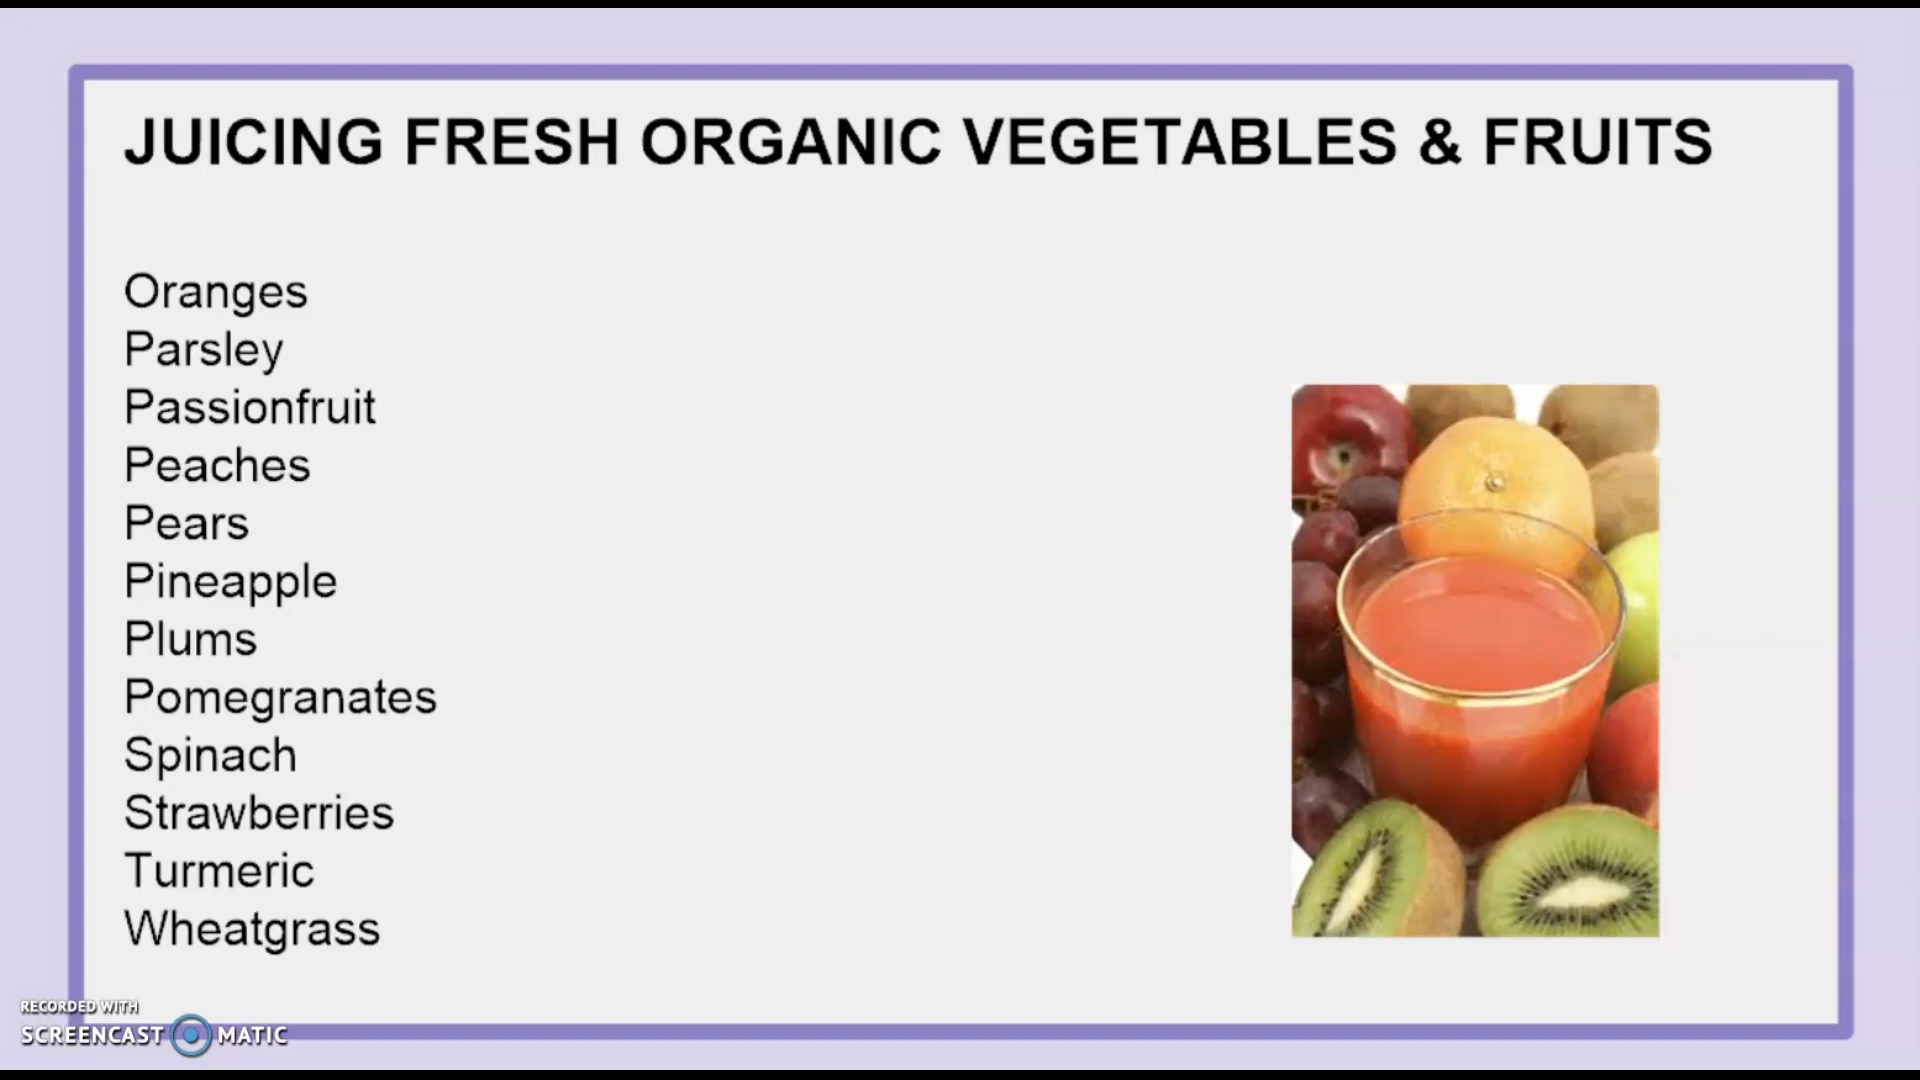 JUICING FRESH ORGANIC VEGETABLES & FRUITS
Oranges
Parsley
Passionfruit
Peaches
Pears
Pineapple
Plums
Pomegranates
Spinach
Strawberries
Turmeric
Wheatgrass
RECORDED WITH
SCREENCAST MATIC